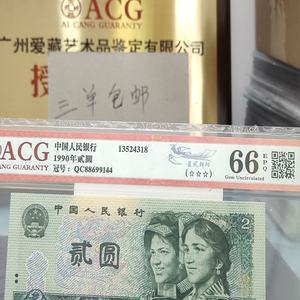 ACG
AI CANG GUARANTY
广州爱藏艺术品鉴定有限公司
授
三单包邮
ACG
GUARANTY
中国人民银行
1990年贰圆
冠号: QC88699144
13524318
(☆☆☆)
66 EPQ
Gem Uncirculated
中国人民银行
贰圆
2